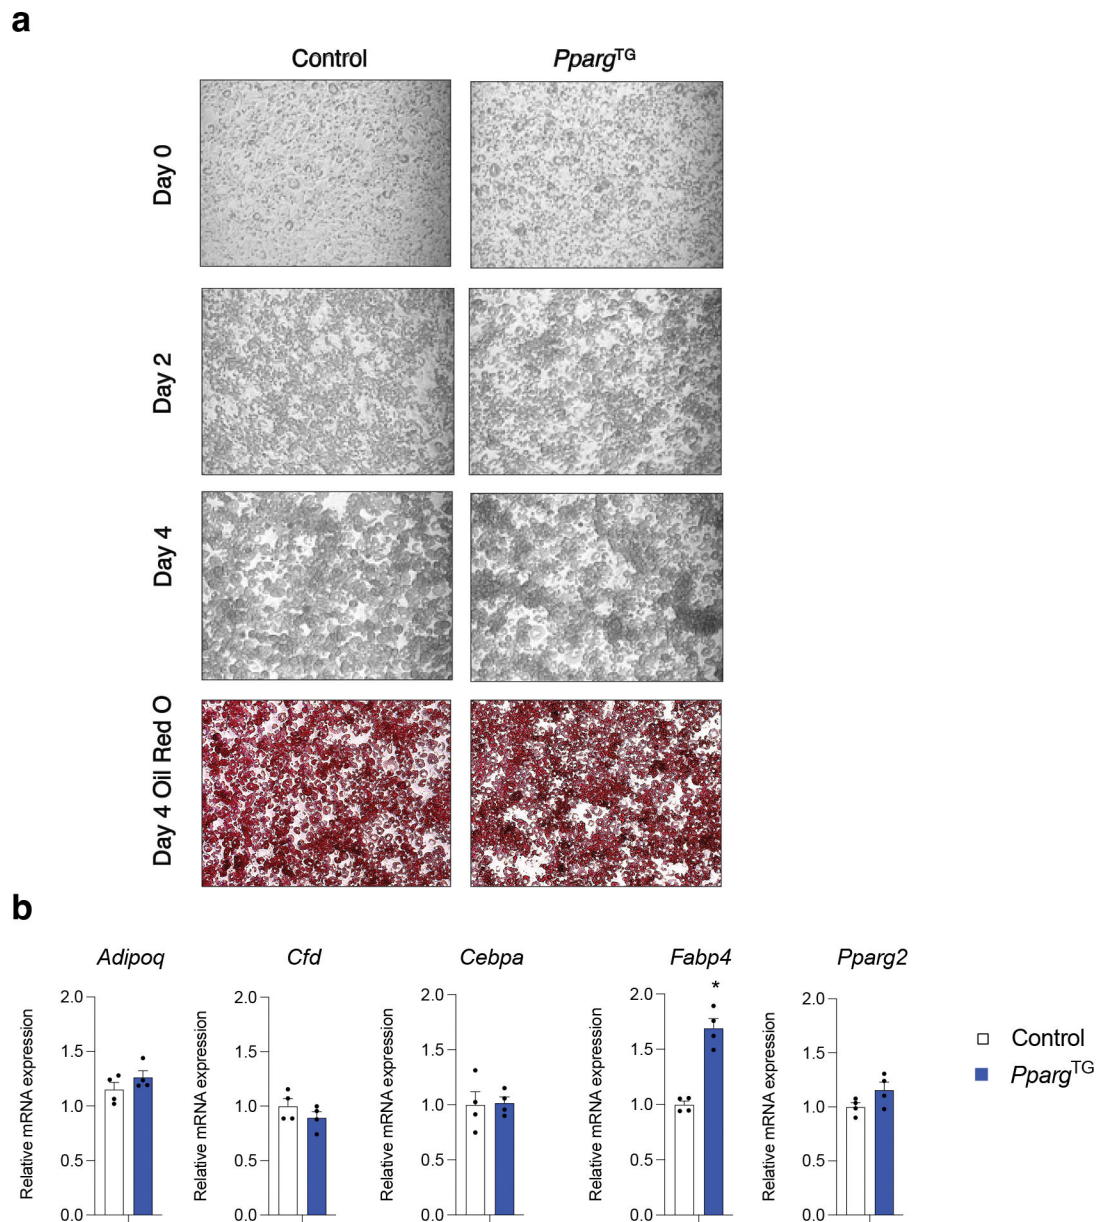 a
Control
Pparg^TG
Day 0
Day 2
Day 4
Day 4 Oil Red O
b
Adipoq
Cfd
Cebpa
Fabp4
Pparg2
Relative mRNA expression
2.0
1.5
1.0
0.5
0.0
Relative mRNA expression
2.0
1.5
1.0
0.5
0.0
Relative mRNA expression
2.0
1.5
1.0
0.5
0.0
Relative mRNA expression
2.0
1.5
1.0
0.5
0.0
*
Relative mRNA expression
2.0
1.5
1.0
0.5
0.0
Control
Pparg^TG